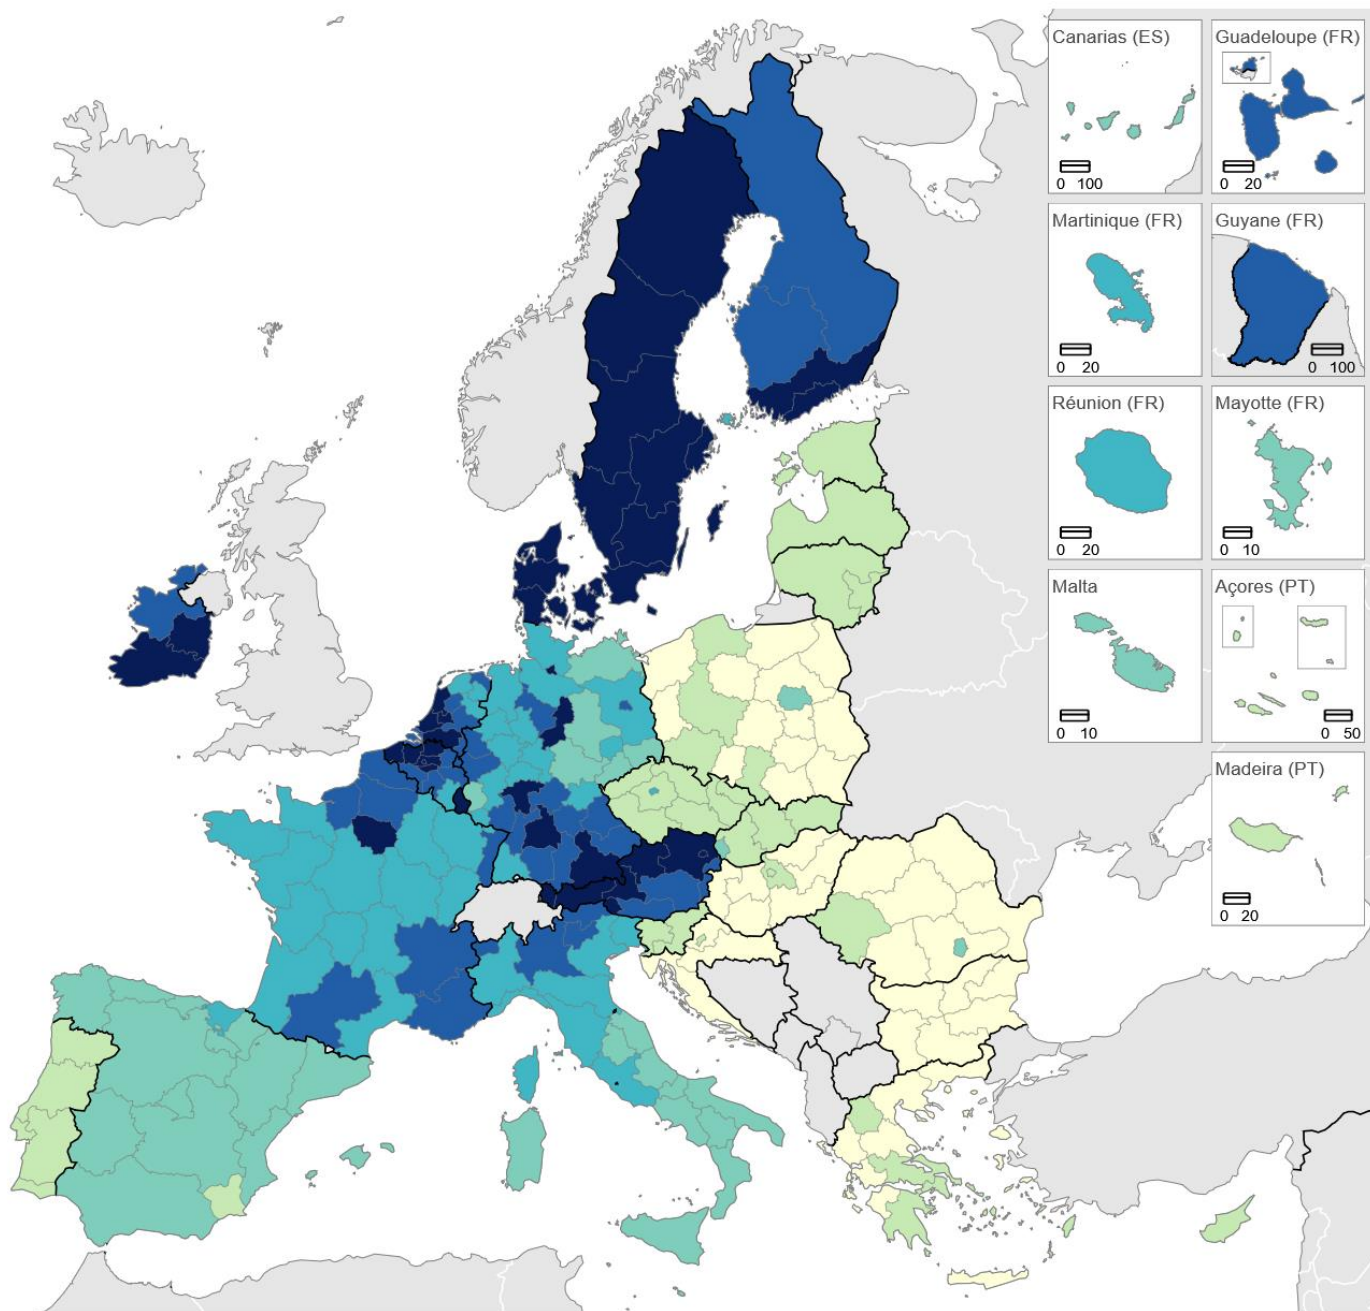 Canarias (ES)
0 100
Guadeloupe (FR)
0 20
Martinique (FR)
0 20
Guyane (FR)
0 100
Réunion (FR)
0 20
Mayotte (FR)
0 10
Malta
0 10
Açores (PT)
0 50
Madeira (PT)
0 20